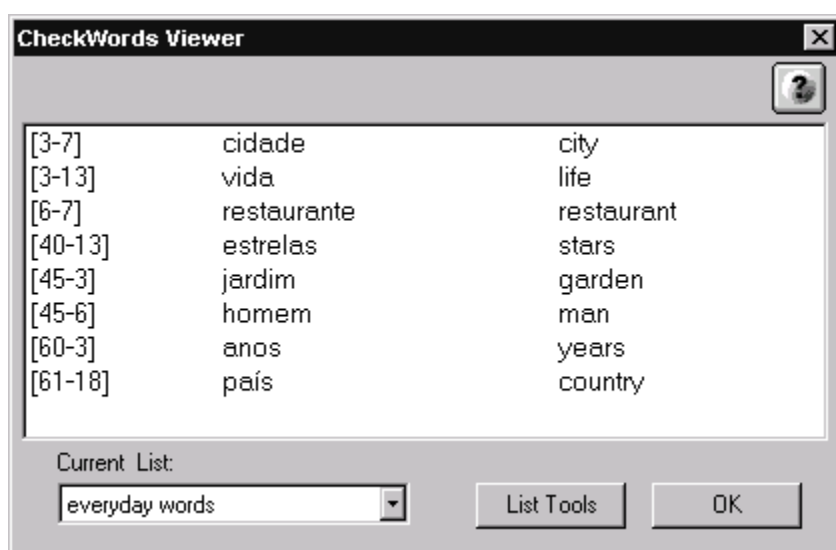 CheckWords Viewer
[3-7] cidade city
[3-13] vida life
[6-7] restaurante restaurant
[40-13] estrelas stars
[45-3] jardim garden
[45-6] homem man
[60-3] anos years
[61-18] país country
Current List:
everyday words List Tools OK